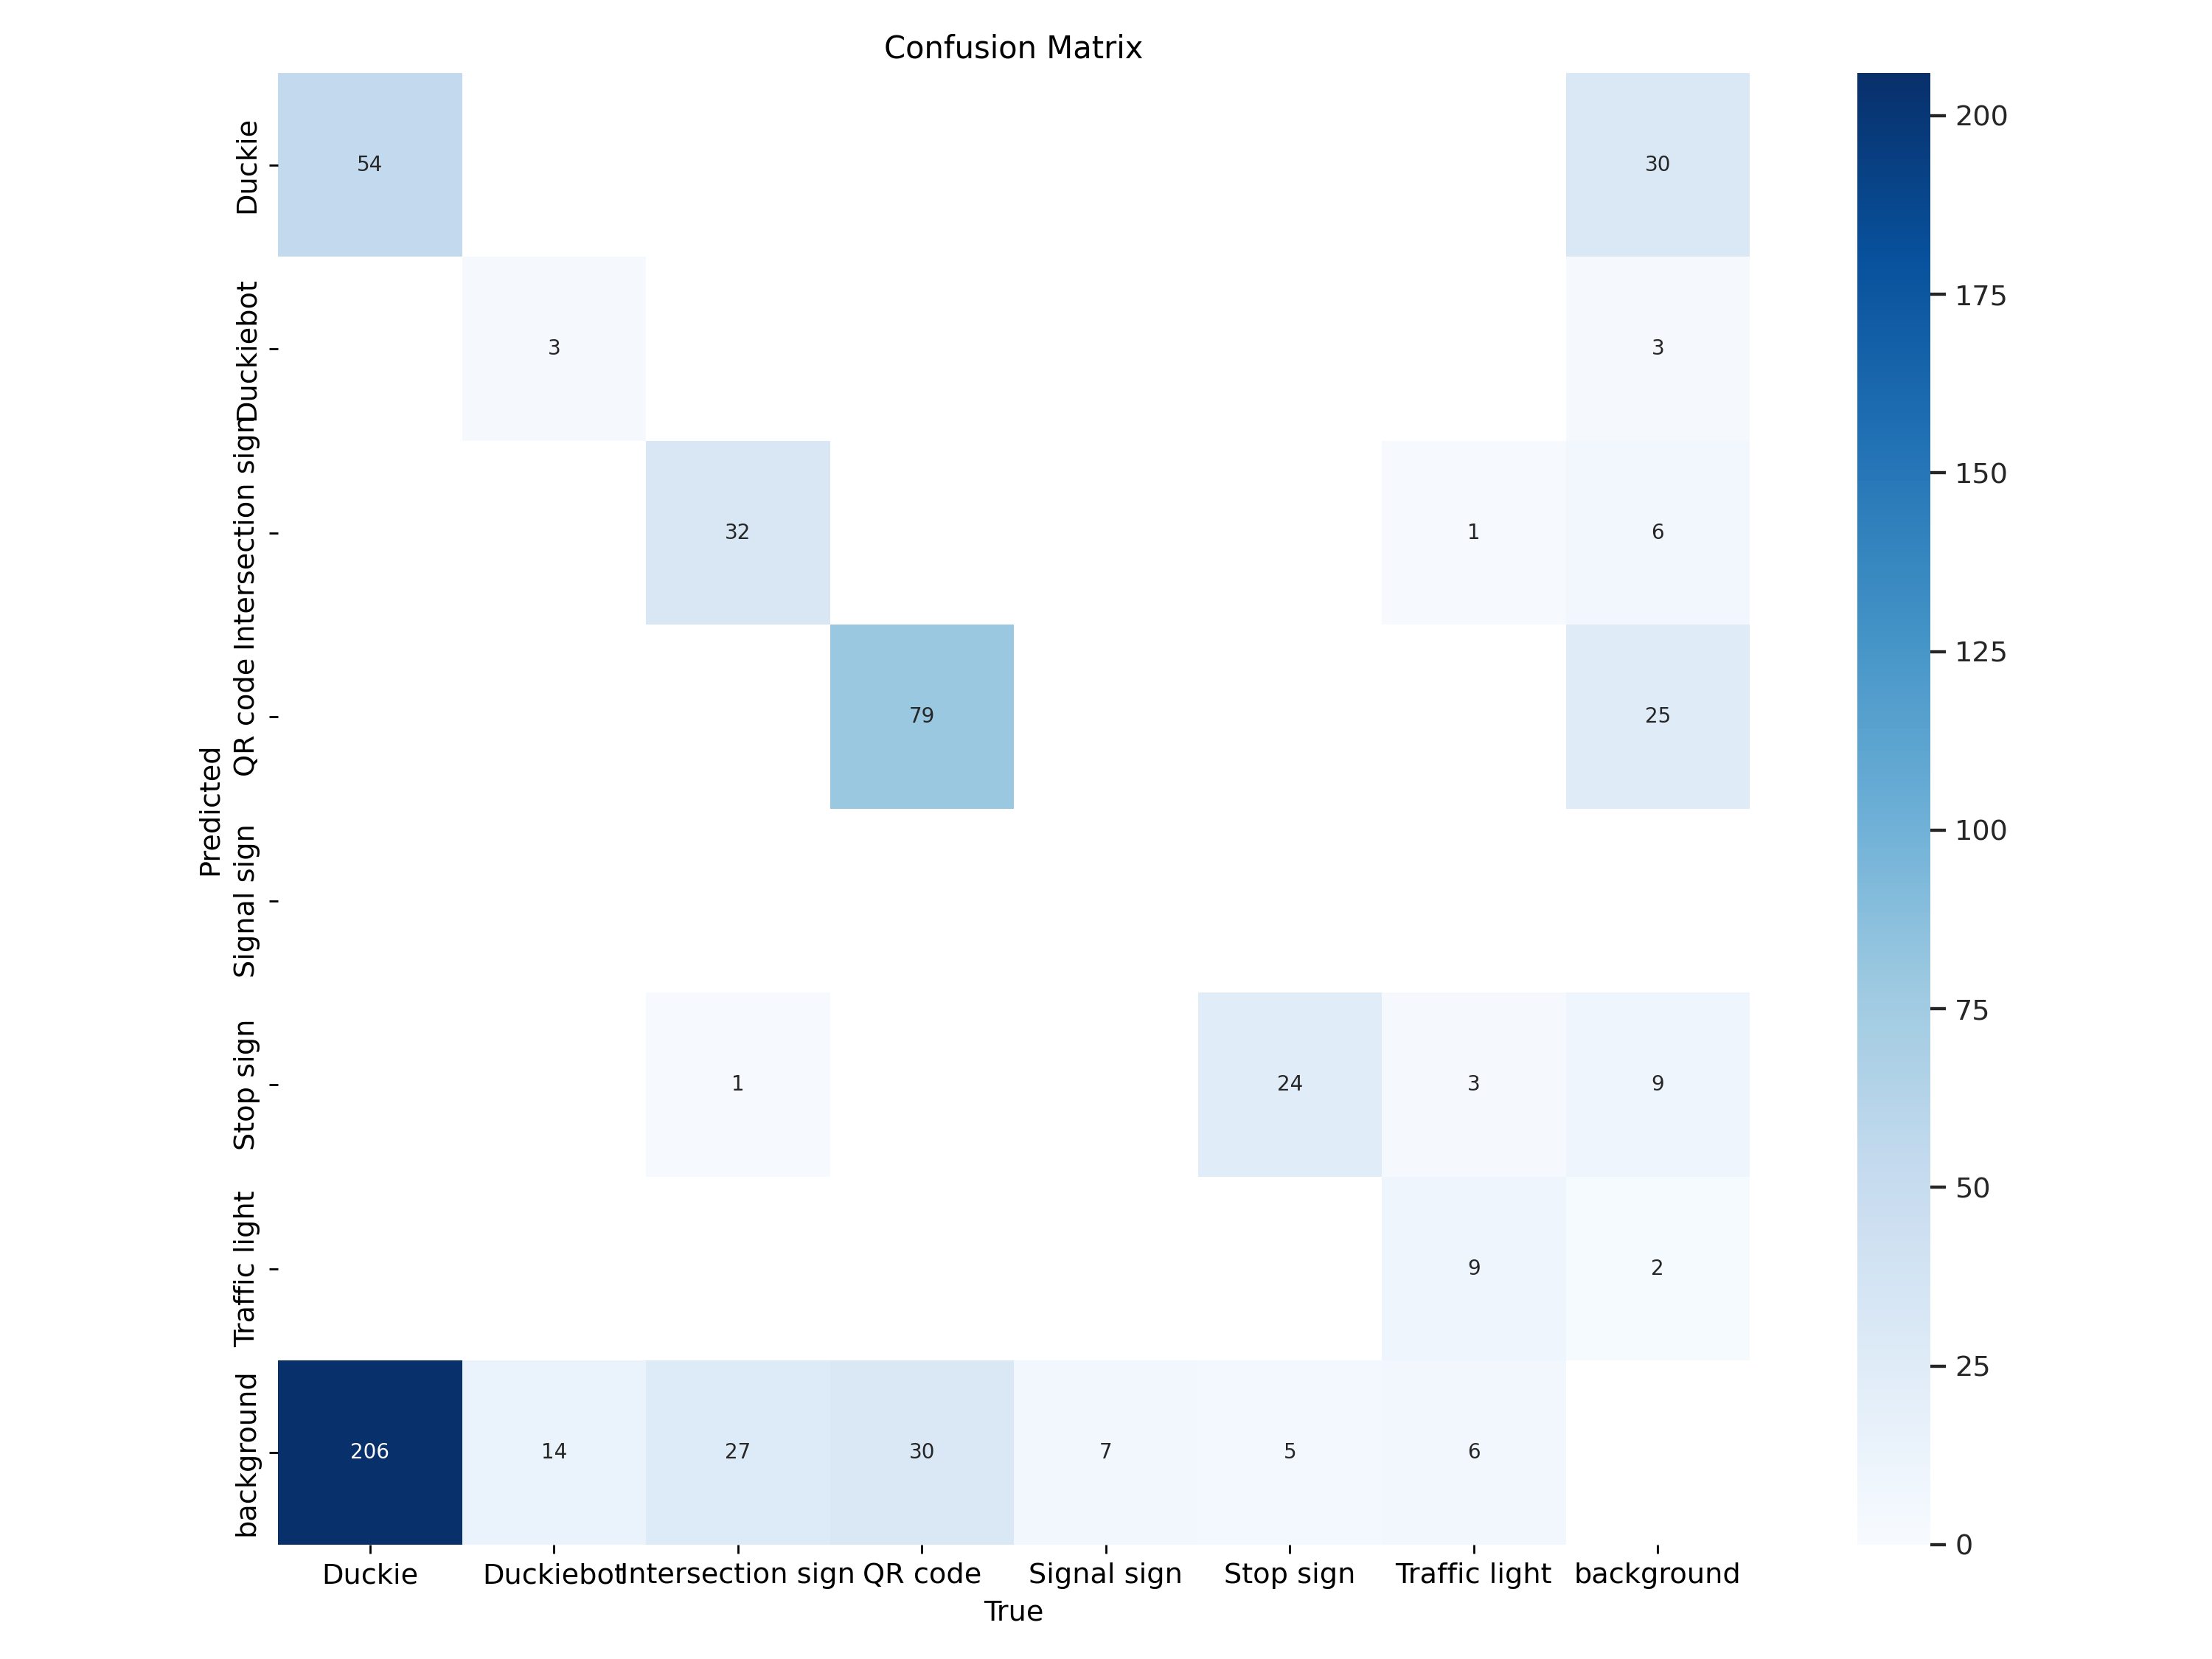 Confusion Matrix
Predicted
Duckie
54
30
Duckiebot
3
3
Intersection sign
32
1
6
QR code
79
25
Signal sign
Stop sign
1
24
3
9
Traffic light
9
2
background
206
14
27
30
7
5
6
Duckie
Duckiebot
Intersection sign
QR code
Signal sign
Stop sign
Traffic light
background
True
200
175
150
125
100
75
50
25
0